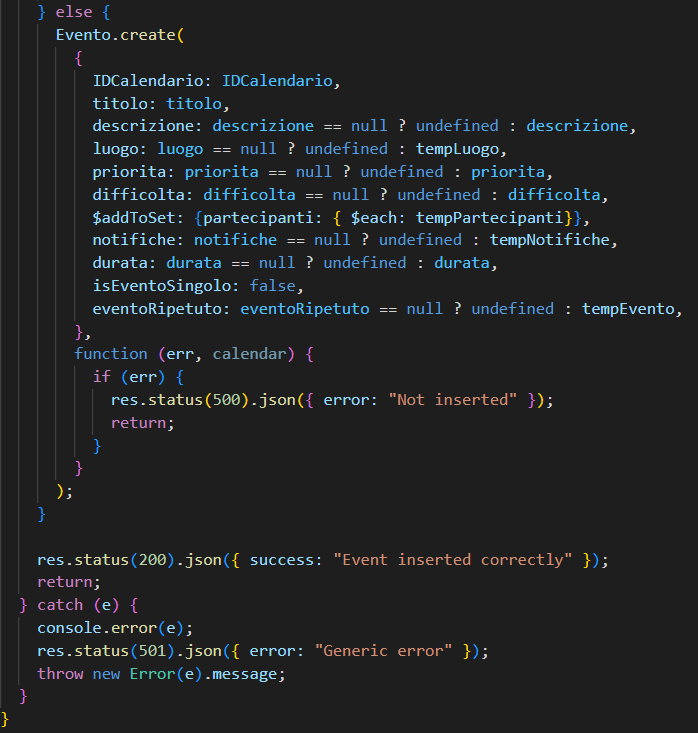 } else {
Evento.create(
{
IDCalendario: IDCalendario,
titolo: titolo,
descrizione: descrizione == null ? undefined : descrizione,
luogo: luogo == null ? undefined : tempLuogo,
priorita: priorita == null ? undefined : priorita,
difficolta: difficolta == null ? undefined : difficolta,
$addToSet: {partecipanti: { $each: tempPartecipanti}},
notifiche: notifiche == null ? undefined : tempNotifiche,
durata: durata == null ? undefined : durata,
isEventoSingolo: false,
eventoRipetuto: eventoRipetuto == null ? undefined : tempEvento,
},
function (err, calendar) {
if (err) {
res.status(500).json({ error: "Not inserted" });
return;
}
}
);
}
res.status(200).json({ success: "Event inserted correctly" });
return;
} catch (e) {
console.error(e);
res.status(501).json({ error: "Generic error" });
throw new Error(e).message;
}
}